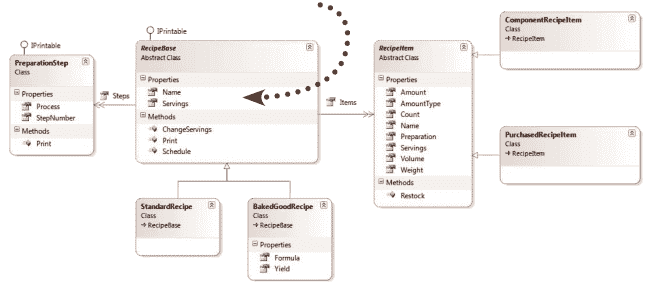 IPrintable
PreparationStep
Class
Properties
Process
StepNumber
Methods
Print
Steps
IPrintable
RecipeBase
Abstract Class
Properties
Name
Servings
Methods
ChangeServings
Print
Schedule
Items
RecipeItem
Abstract Class
Properties
Amount
AmountType
Count
Name
Preparation
Servings
Volume
Weight
Methods
Restock
ComponentRecipeItem
Class
RecipeItem
PurchasedRecipeItem
Class
RecipeItem
StandardRecipe
Class
RecipeBase
BakedGoodRecipe
Class
RecipeBase
Properties
Formula
Yield